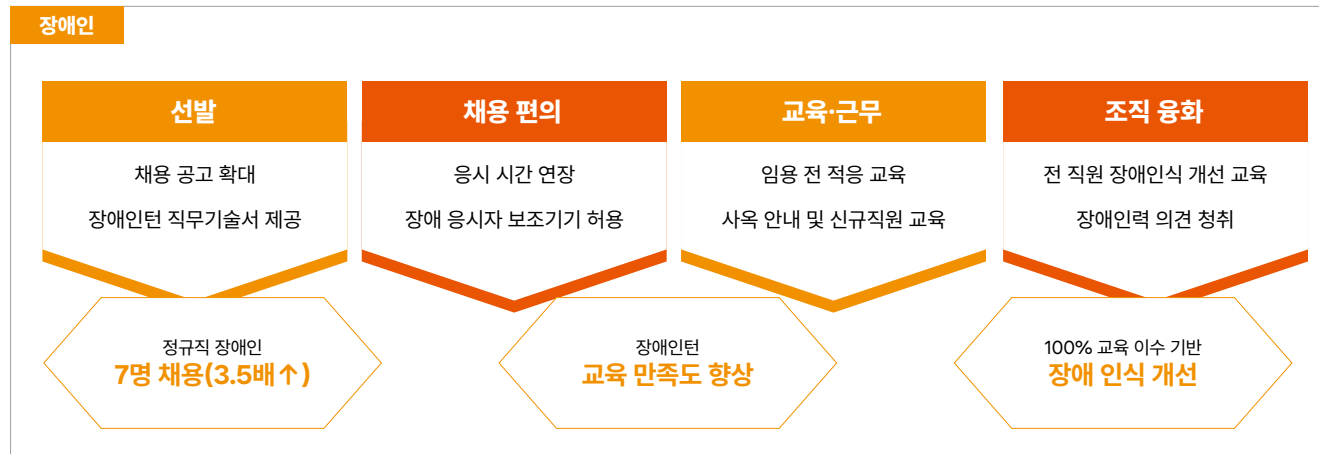 장애인
선발
채용 공고 확대
장애인턴 직무기술서 제공
채용 편의
응시 시간 연장
장애 응시자 보조기기 허용
교육·근무
임용 전 적응 교육
사옥 안내 및 신규직원 교육
조직 융화
전 직원 장애인식 개선 교육
장애인력 의견 청취
정규직 장애인
7명 채용(3.5배↑)
장애인턴
교육 만족도 향상
100% 교육 이수 기반
장애 인식 개선